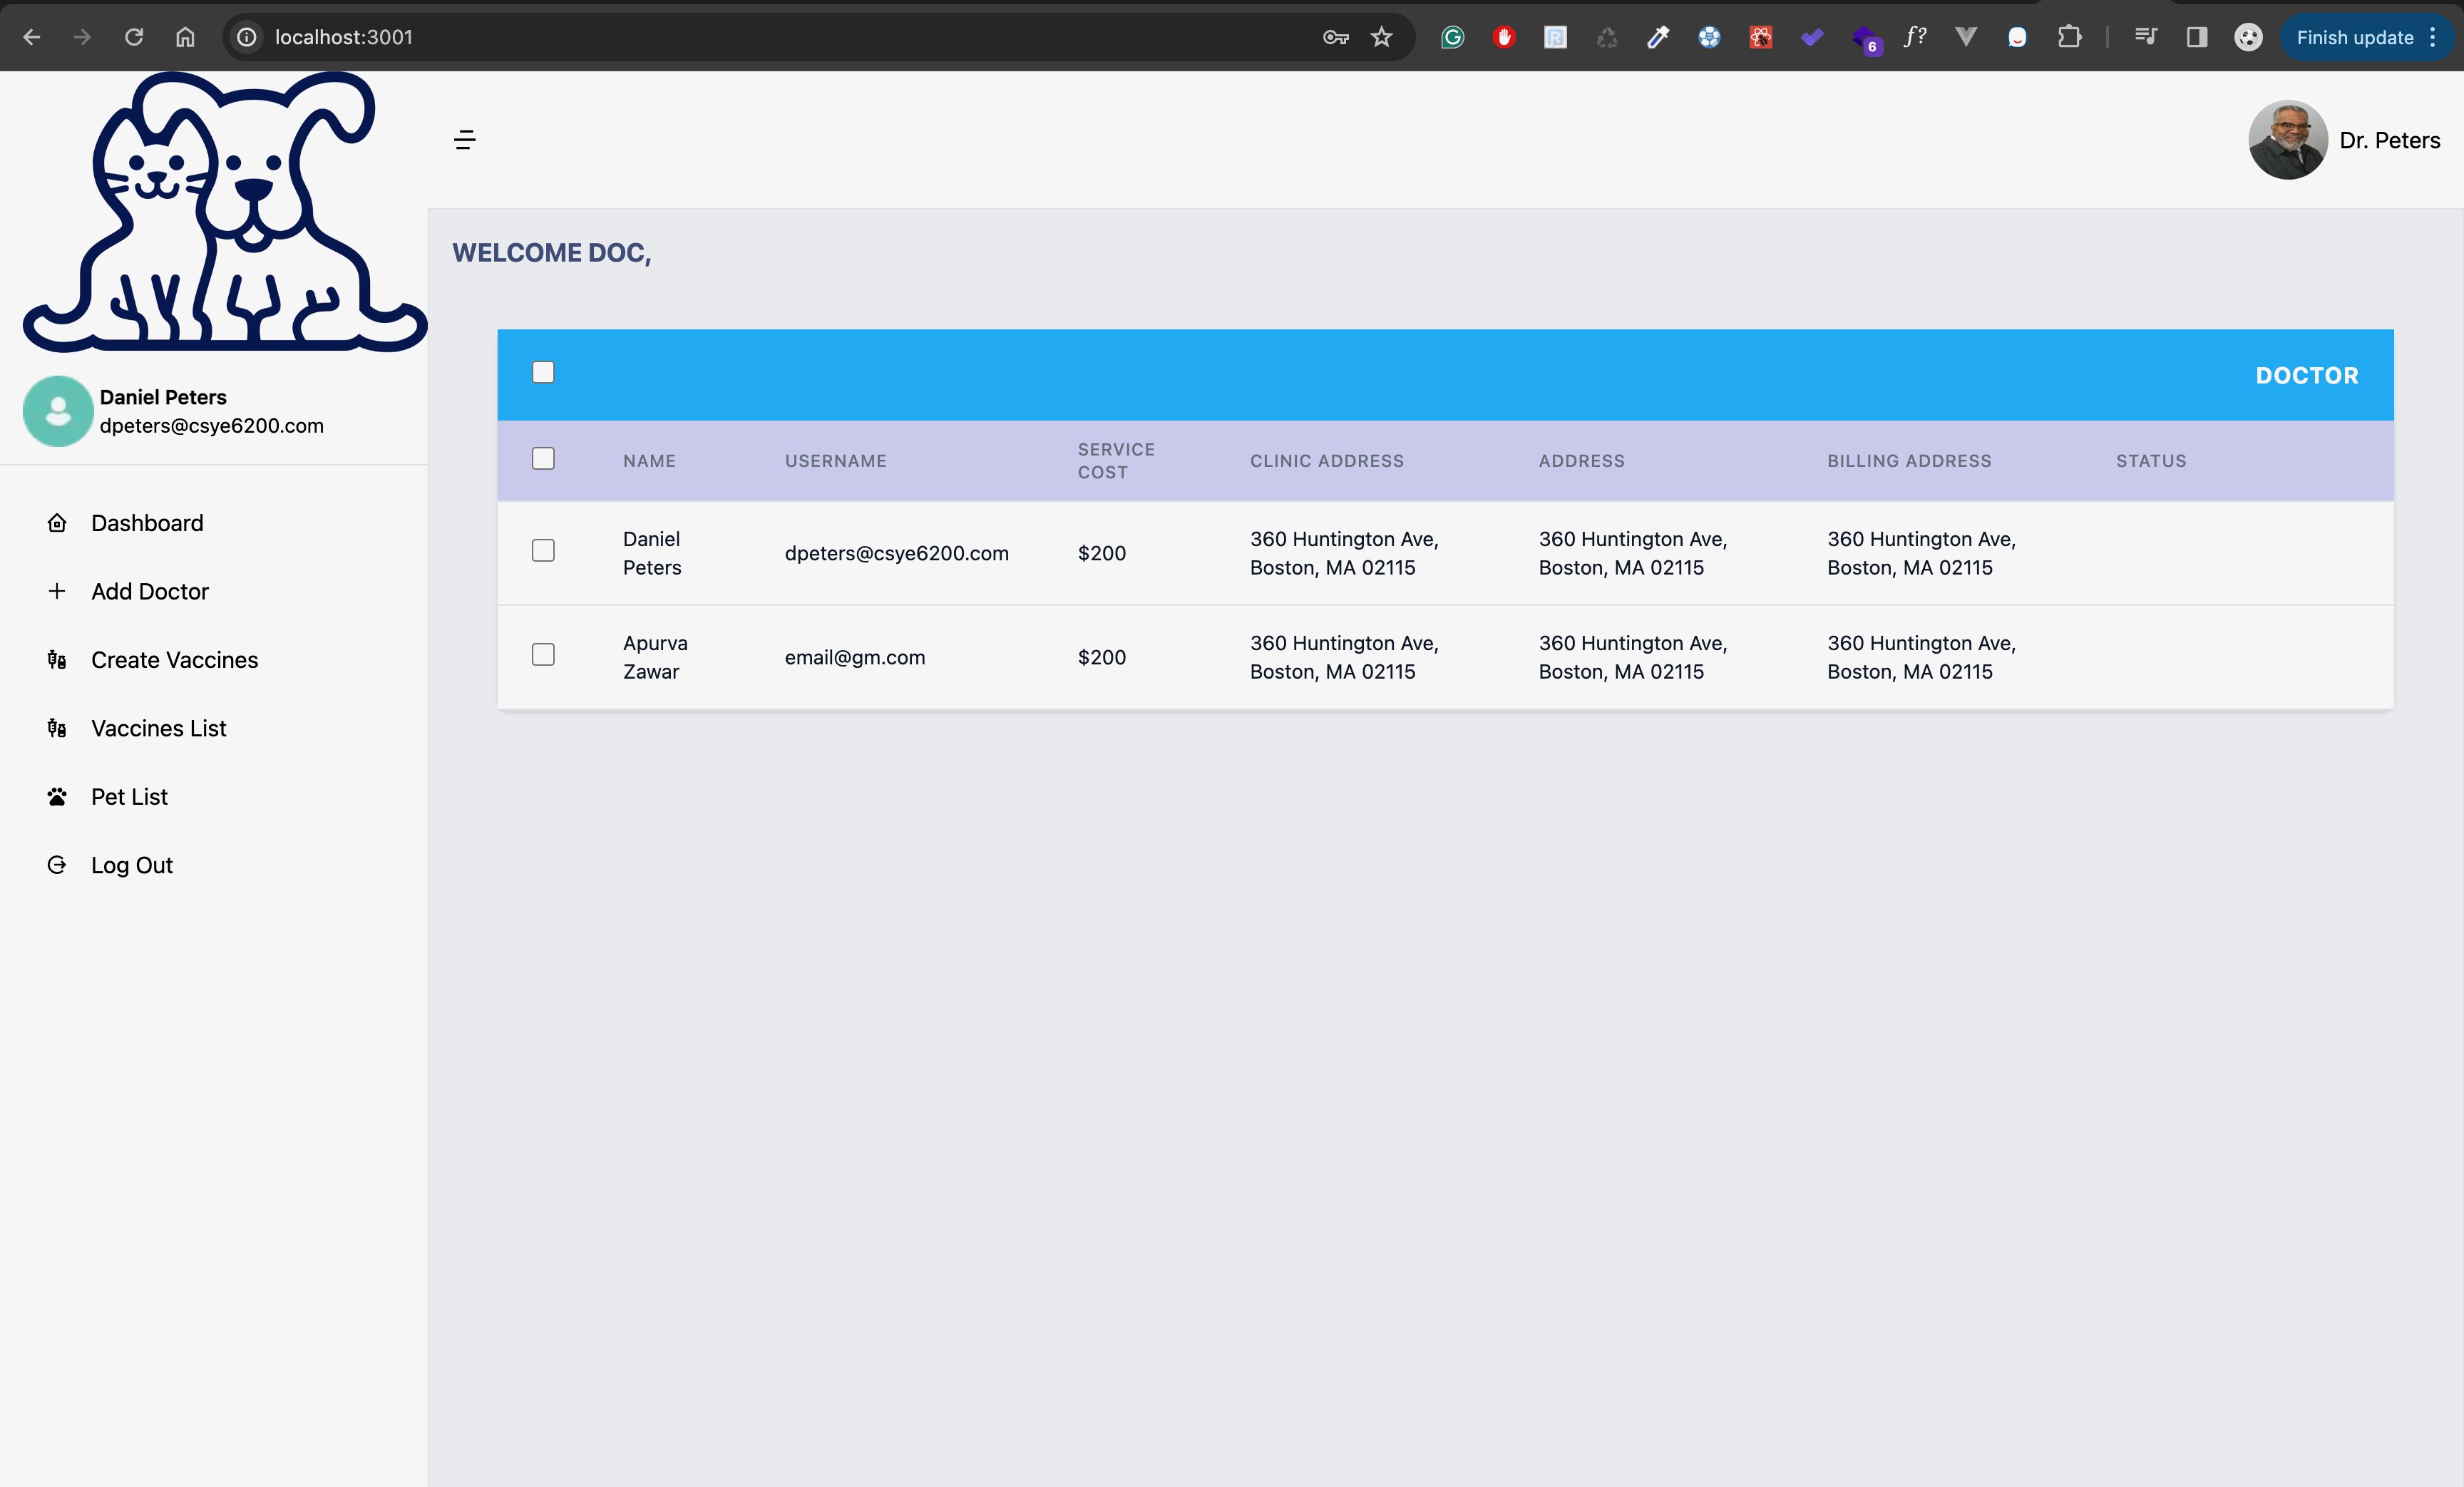 localhost:3001
6
f?
Finish update
Dr. Peters
WELCOME DOC,
Daniel Peters
dpeters@csye6200.com
Dashboard
Add Doctor
Create Vaccines
Vaccines List
Pet List
Log Out
DOCTOR
NAME USERNAME SERVICE COST CLINIC ADDRESS ADDRESS BILLING ADDRESS STATUS
Daniel Peters dpeters@csye6200.com $200 360 Huntington Ave, Boston, MA 02115 360 Huntington Ave, Boston, MA 02115 360 Huntington Ave, Boston, MA 02115
Apurva Zawar email@gm.com $200 360 Huntington Ave, Boston, MA 02115 360 Huntington Ave, Boston, MA 02115 360 Huntington Ave, Boston, MA 02115